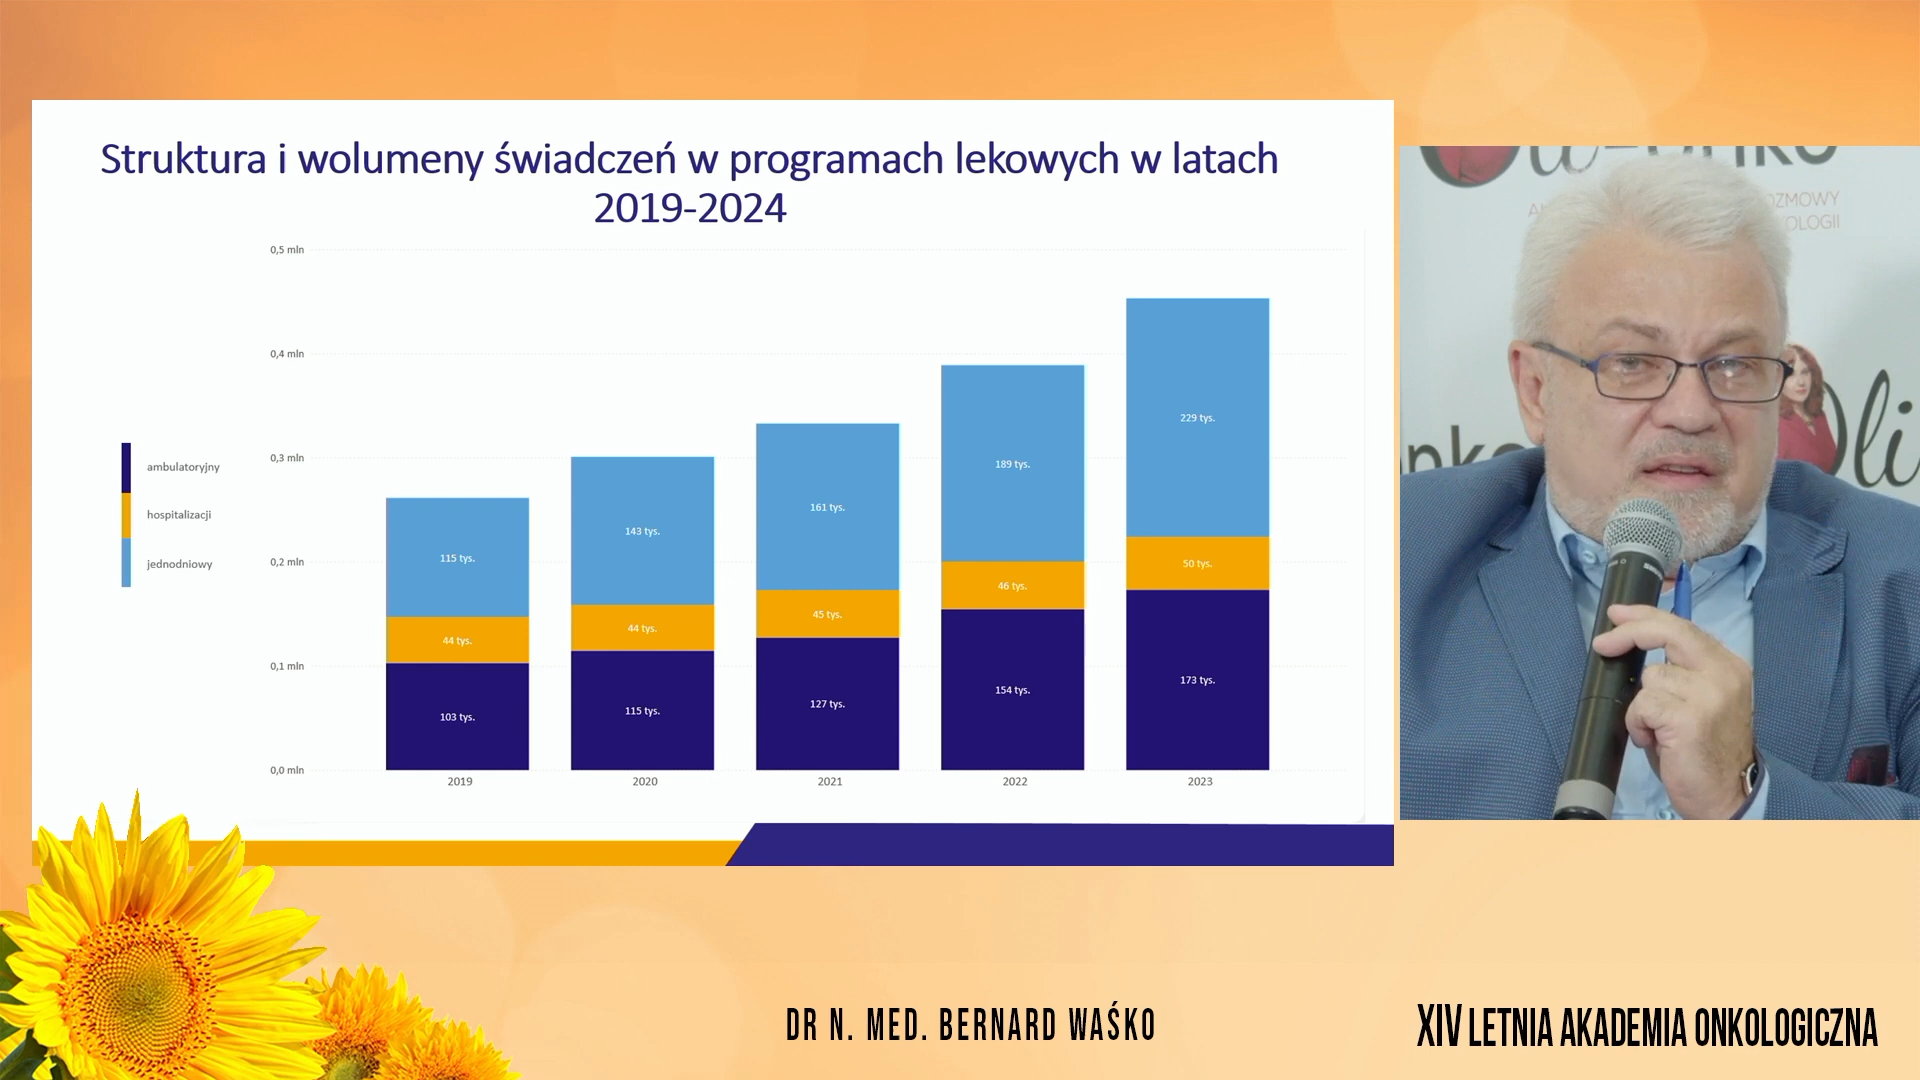 Struktura i wolumeny świadczeń w programach lekowych w latach
2019-2024
0,5 mln
0,4 mln
0,3 mln
0,2 mln
0,1 mln
0,0 mln
ambulatoryjny
hospitalizacji
jednodniowy
115 tys.
44 tys.
103 tys.
143 tys.
44 tys.
115 tys.
161 tys.
45 tys.
127 tys.
189 tys.
46 tys.
154 tys.
229 tys.
50 tys.
173 tys.
2019
2020
2021
2022
2023
DR N. MED. BERNARD WAŚKO
XIV LETNIA AKADEMIA ONKOLOGICZNA